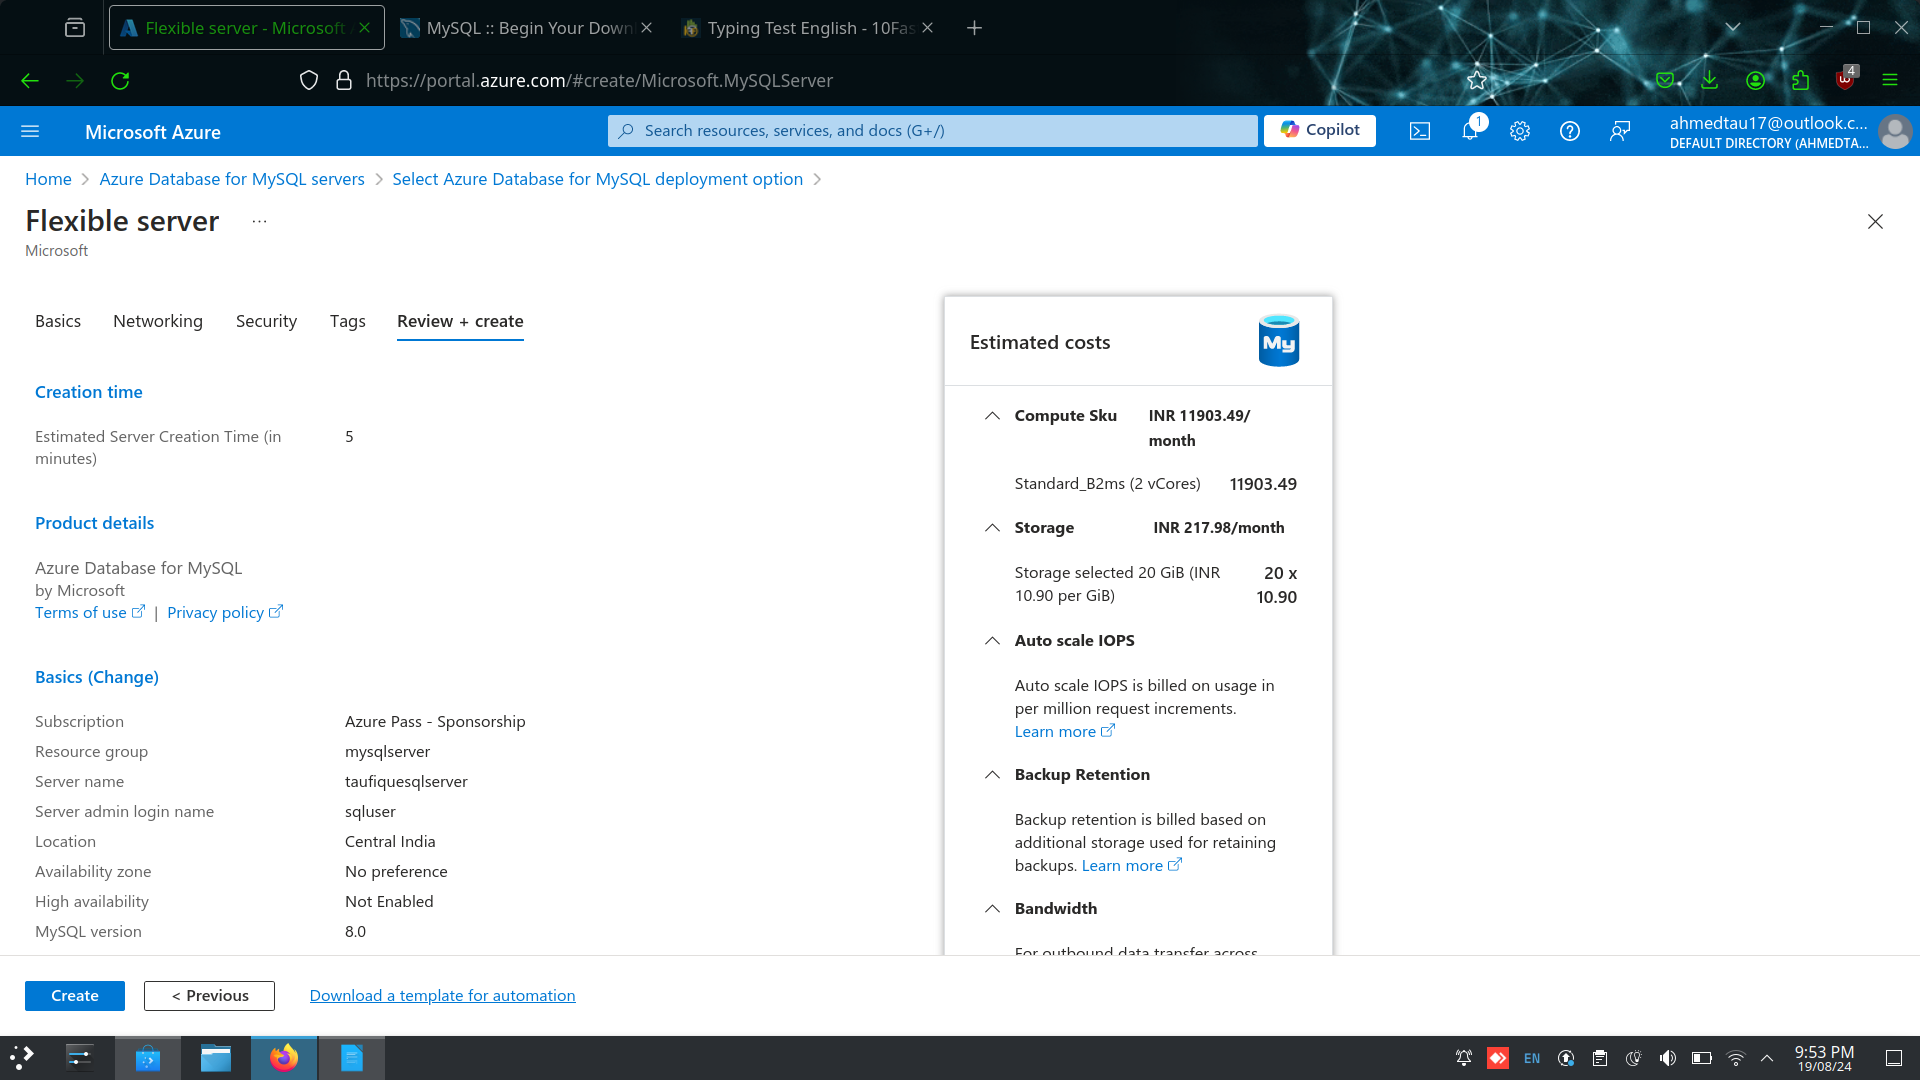 Flexible server - Microsoft A
MySQL :: Begin Your Down
Typing Test English - 10Fas
https://portal.azure.com/#create/Microsoft.MySQLServer
4
Microsoft Azure
Search resources, services, and docs (G+/)
Copilot
1
ahmedtau17@outlook.c...
DEFAULT DIRECTORY (AHMEDTA...
Home > Azure Database for MySQL servers > Select Azure Database for MySQL deployment option >
Flexible server ...
Microsoft
Basics Networking Security Tags Review + create
Creation time
Estimated Server Creation Time (in 5
minutes)
Product details
Azure Database for MySQL
by Microsoft
Terms of use | Privacy policy
Basics (Change)
Subscription Azure Pass - Sponsorship
Resource group mysqlserver
Server name taufiquesqlserver
Server admin login name sqluser
Location Central India
Availability zone No preference
High availability Not Enabled
MySQL version 8.0
Estimated costs
My
Compute Sku INR 11903.49/
month
Standard_B2ms (2 vCores) 11903.49
Storage INR 217.98/month
Storage selected 20 GiB (INR 20 x
10.90 per GiB) 10.90
Auto scale IOPS
Auto scale IOPS is billed on usage in
per million request increments.
Learn more
Backup Retention
Backup retention is billed based on
additional storage used for retaining
backups. Learn more
Bandwidth
For outbound data transfer across
Create < Previous Download a template for automation
EN
9:53 PM
19/08/24